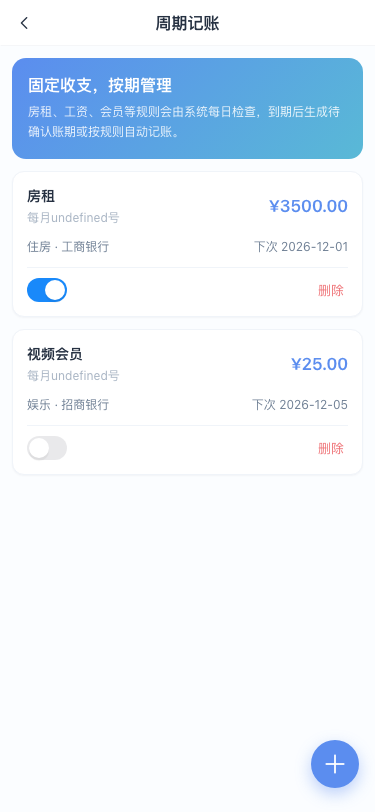 周期记账
固定收支，按期管理
房租、工资、会员等规则会由系统每日检查，到期后生成待
确认账期或按规则自动记账。
房租
¥3500.00
每月undefined号
住房 · 工商银行
下次 2026-12-01
删除
视频会员
¥25.00
每月undefined号
娱乐 · 招商银行
下次 2026-12-05
删除